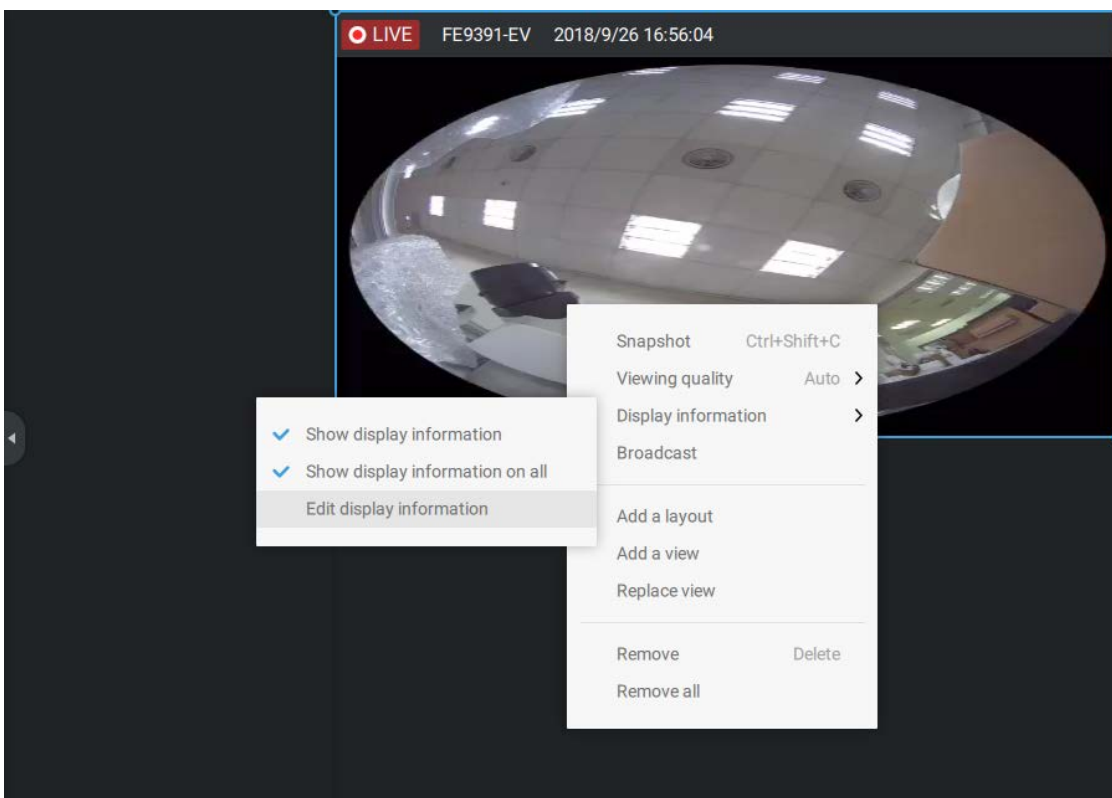 LIVE FE9391-EV 2018/9/26 16:56:04
Snapshot Ctrl+Shift+C
Viewing quality Auto
Display information
Broadcast
Show display information
Show display information on all
Edit display information
Add a layout
Add a view
Replace view
Remove Delete
Remove all